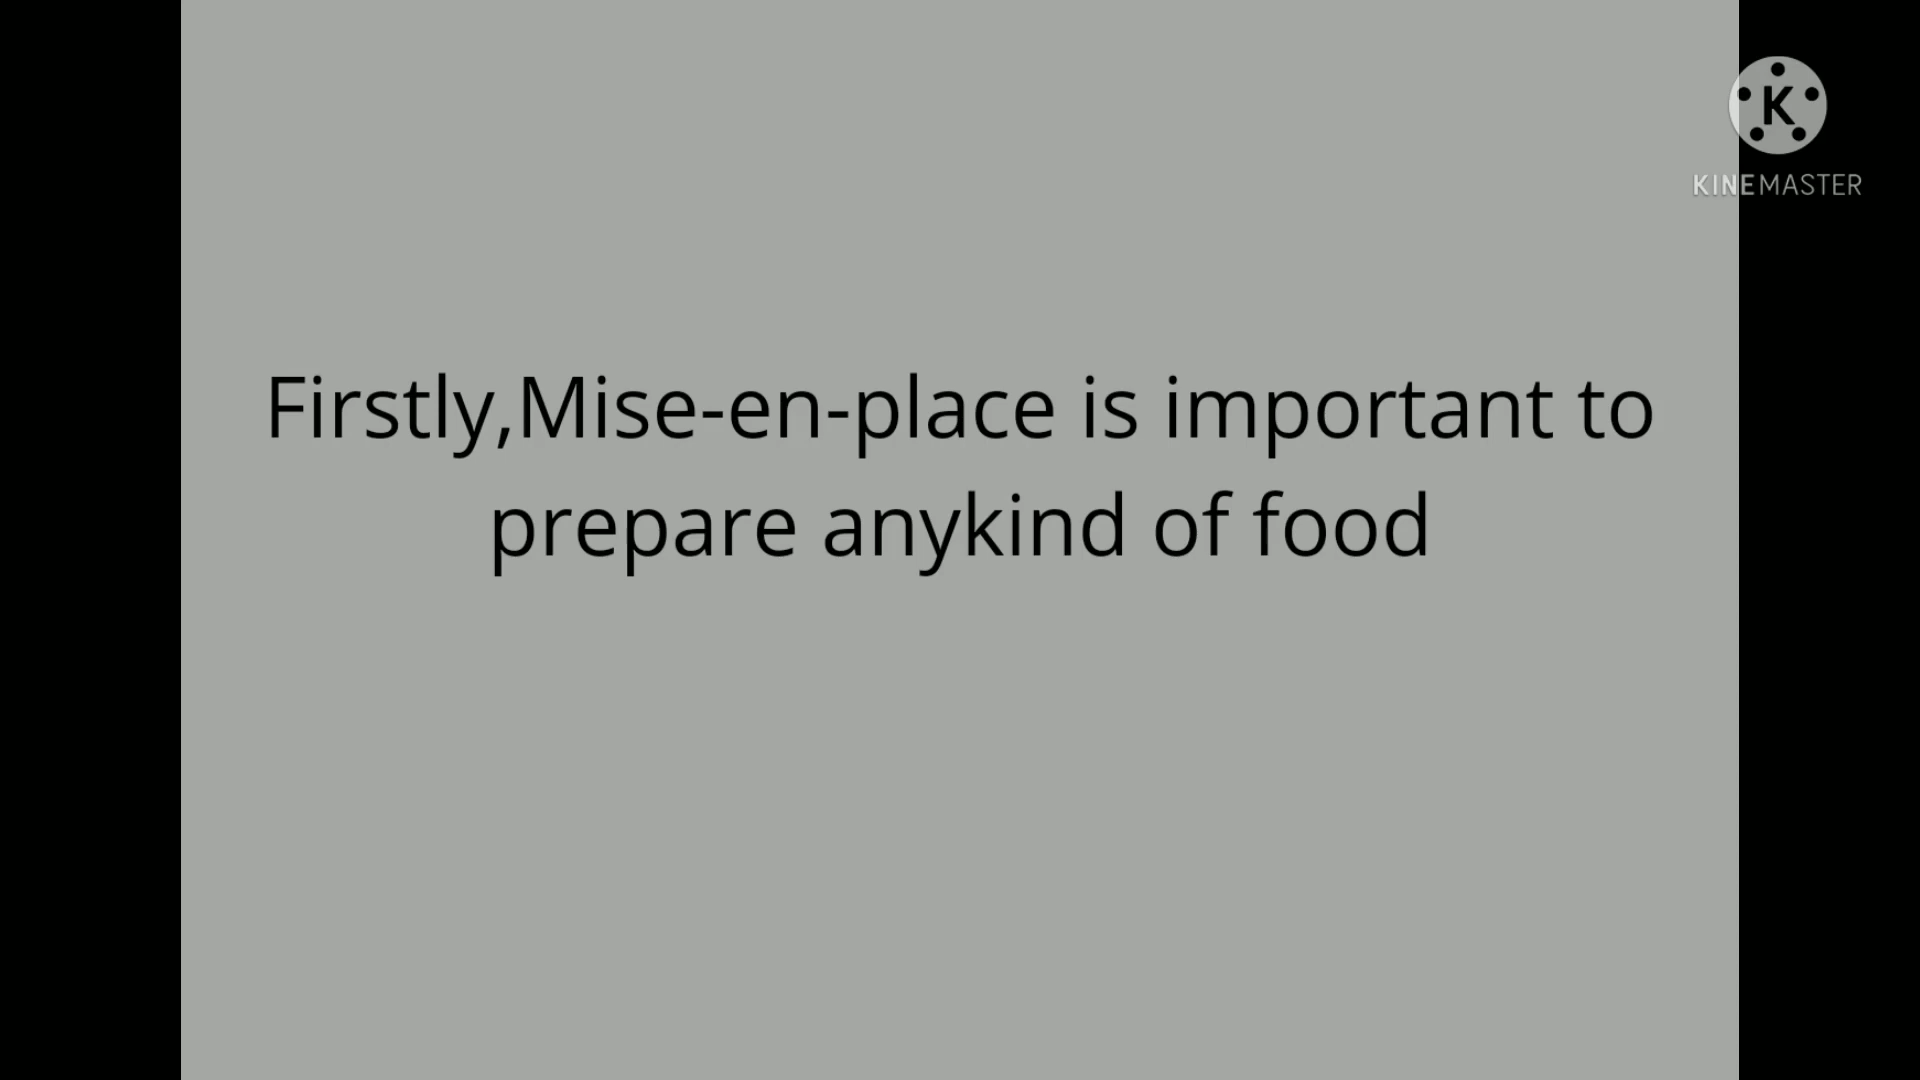 K
KINEMASTER
Firstly,Mise-en-place is important to
prepare anykind of food